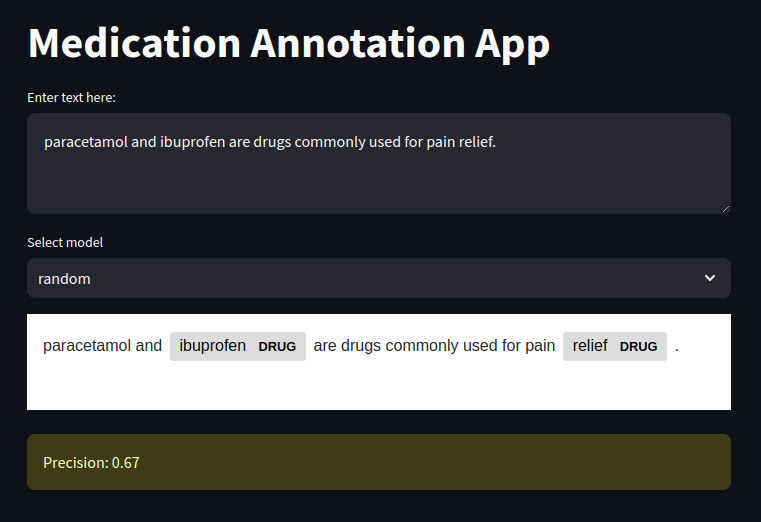 Medication Annotation App
Enter text here:
paracetamol and ibuprofen are drugs commonly used for pain relief.
Select model
random
paracetamol and ibuprofen DRUG are drugs commonly used for pain relief DRUG .
Precision: 0.67